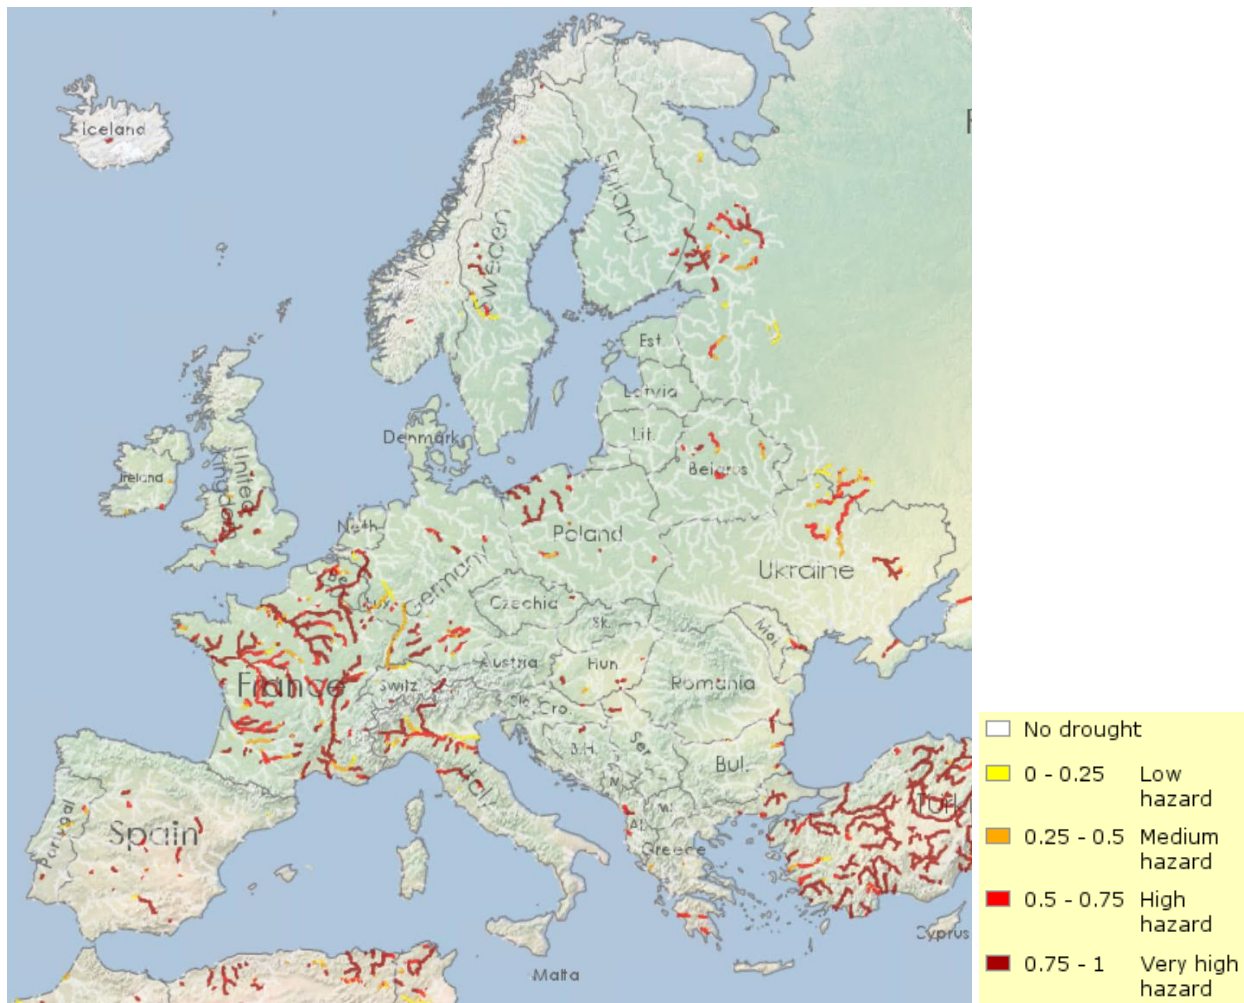 Iceland
R
Finland
Norway
Sweden
Est.
Latvia
Lit.
Denmark
Belarus
Ireland
United
Kingdom
Neth.
Poland
Be.
Germany
Ukraine
Lux.
Czechia
Sk.
Mol.
France
Switz.
Austria
Hun.
Romania
Slo.
Cro.
B.H.
Ser.
Bul.
Italy
M.
Al.
Turk
Portugal
Spain
Greece
Cyprus
Malta
No drought
0 - 0.25 Low
hazard
0.25 - 0.5 Medium
hazard
0.5 - 0.75 High
hazard
0.75 - 1 Very high
hazard